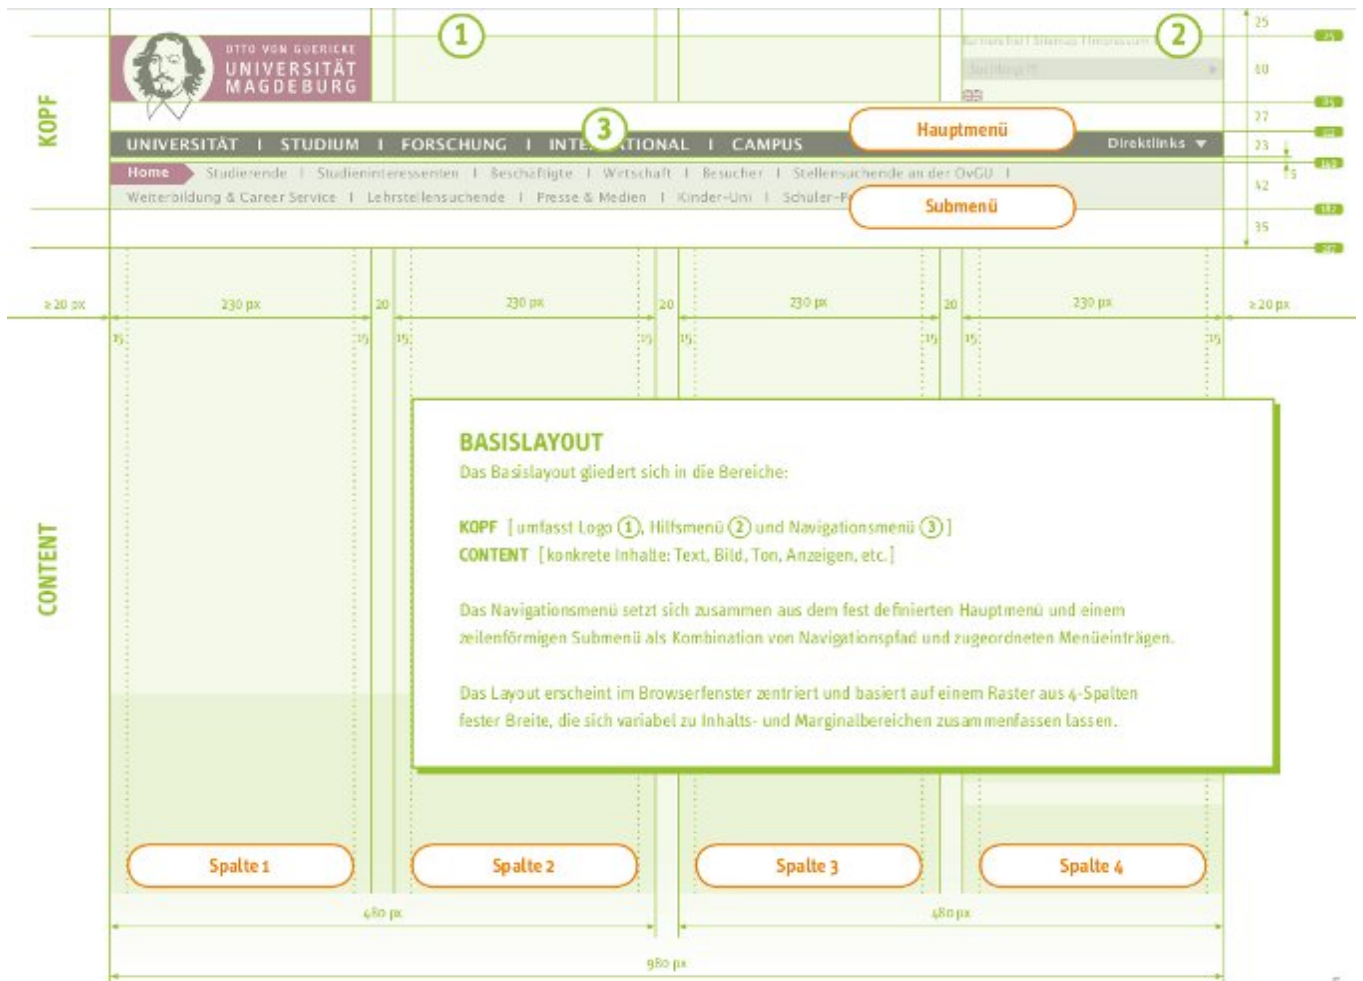 1
2
25
25
OTTO VON GUERICKE
UNIVERSITÄT
MAGDEBURG
Suchbegriff
60
KOPF
27
3
Hauptmenü
UNIVERSITÄT I STUDIUM I FORSCHUNG I INTERNATIONAL I CAMPUS
Direktlinks
23
Home Studierende I Studieninteressenten I Beschäftigte I Wirtschaft I Besucher I Stellensuchende an der OvGU I
5
42
Weiterbildung & Career Service I Lehrstellensuchende I Presse & Medien I Kinder-Uni I
Submenü
187
35
≥20 px 230 px 20 230 px 20 230 px 20 230 px ≥20 px
15 15 15 15 15 15 15 15
BASISLAYOUT
Das Basislayout gliedert sich in die Bereiche:
KOPF [umfasst Logo 1, Hilfsmenü 2 und Navigationsmenü 3]
CONTENT [konkrete Inhalte: Text, Bild, Ton, Anzeigen, etc.]
CONTENT
Das Navigationsmenü setzt sich zusammen aus dem fest definierten Hauptmenü und einem
zeilenförmigen Submenü als Kombination von Navigationspfad und zugeordneten Menüeinträgen.
Das Layout erscheint im Browserfenster zentriert und basiert auf einem Raster aus 4-Spalten
fester Breite, die sich variabel zu Inhalts- und Marginalbereichen zusammenfassen lassen.
Spalte 1 Spalte 2 Spalte 3 Spalte 4
480 px 480 px
980 px